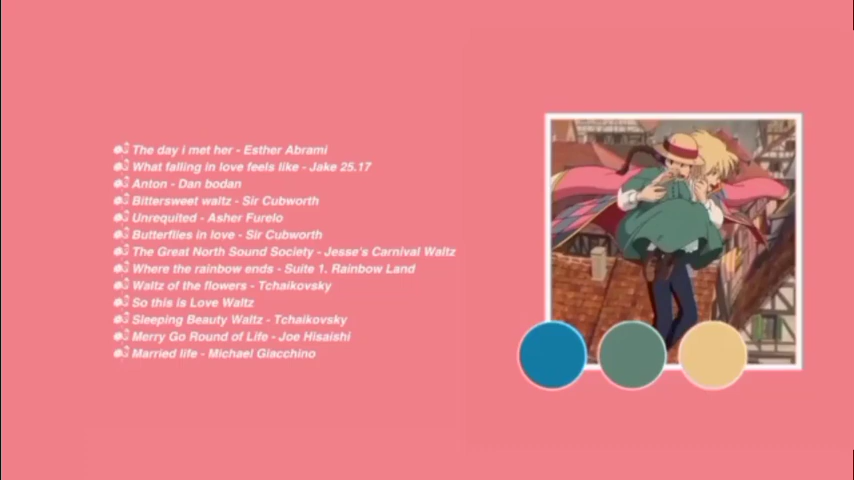 The day i met her - Esther Abrami
What falling in love feels like - Jake 25.17
Anton - Dan bodan
Bittersweet waltz - Sir Cubworth
Unrequited - Asher Furelo
Butterflies in love - Sir Cubworth
The Great North Sound Society - Jesse's Carnival Waltz
Where the rainbow ends - Suite 1. Rainbow Land
Waltz of the flowers - Tchaikovsky
So this is Love Waltz
Sleeping Beauty Waltz - Tchaikovsky
Merry Go Round of Life - Joe Hisaishi
Married life - Michael Giacchino